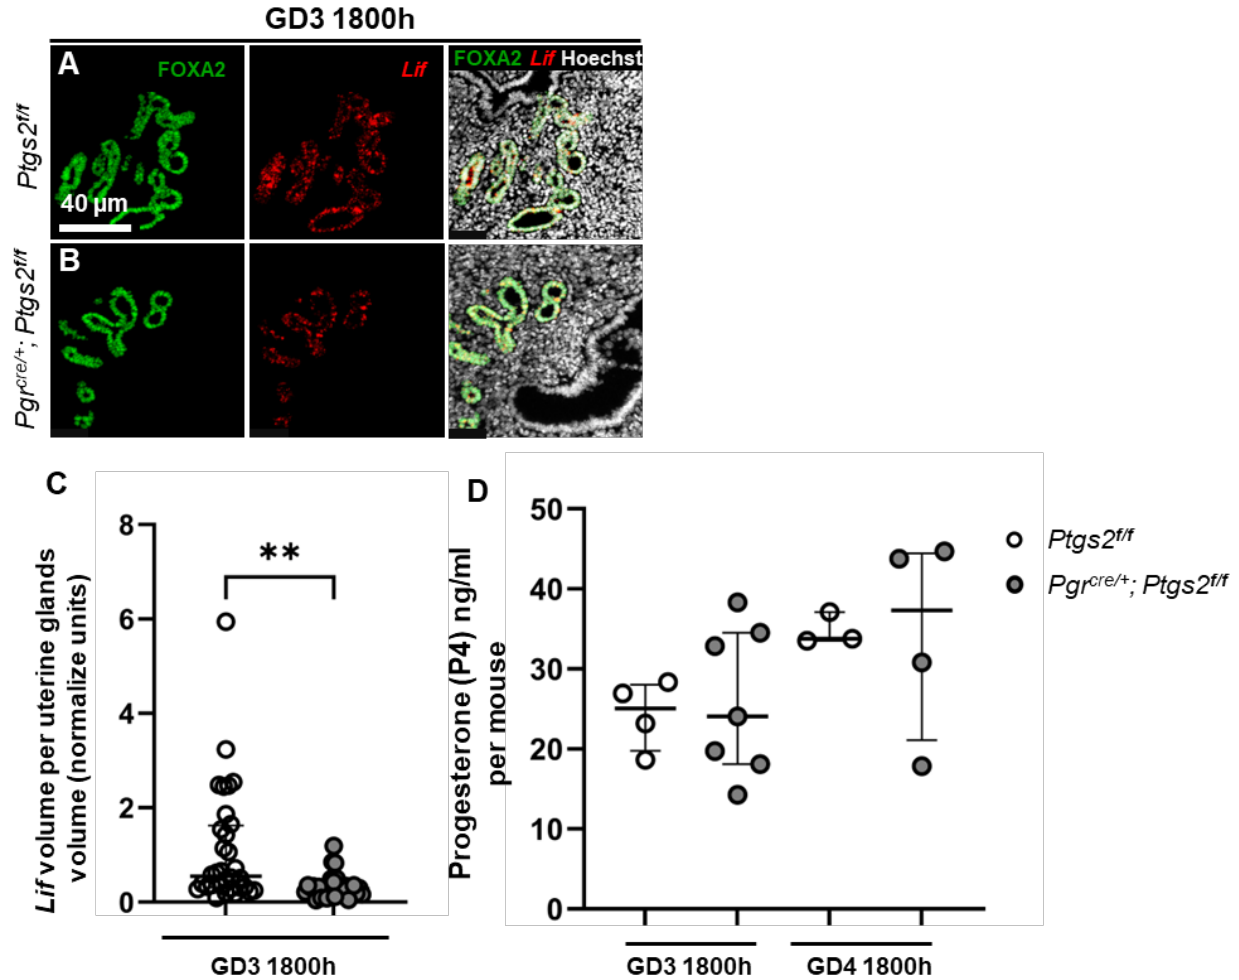 GD3 1800h
A
FOXA2
Lif
FOXA2 Lif Hoechst
Ptgs2f/f
40 µm
B
Pgrcre/+; Ptgs2f/f
C
Lif volume per uterine glands
volume (normalize units)
8
6
4
2
0
**
GD3 1800h
D
Progesterone (P4) ng/ml
per mouse
50
40
30
20
10
0
GD3 1800h
GD4 1800h
Ptgs2f/f
Pgrcre/+; Ptgs2f/f